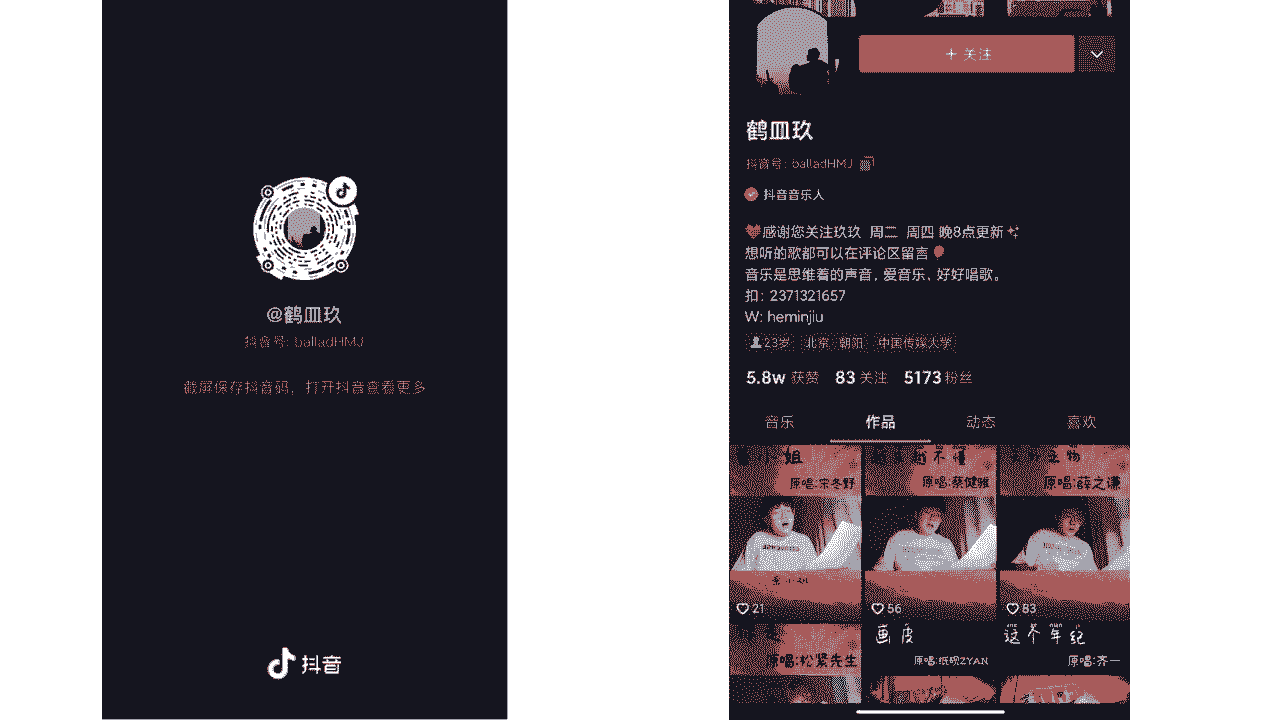 @鹤皿玖
抖音号: balladHMJ
截屏保存抖音码，打开抖音查看更多
抖音
+ 关注
鹤皿玖
抖音号: balladHMJ
抖音音乐人
感谢您关注玖玖 周二 周四 晚8点更新
想听的歌都可以在评论区留言
音乐是思维着的声音，爱音乐、好好唱歌。
扣: 2371321657
W: heminjiu
23岁 北京·朝阳 中国传媒大学
5.8w 获赞 83 关注 5173 粉丝
音乐 作品 动态 喜欢
姐
原唱:宋冬野
越不懂
原唱:蔡健雅
物
原唱:薛之谦
21
56
83
原唱:松紧先生
画皮
原唱:纸砚ZYAN
这个年纪
原唱:齐一